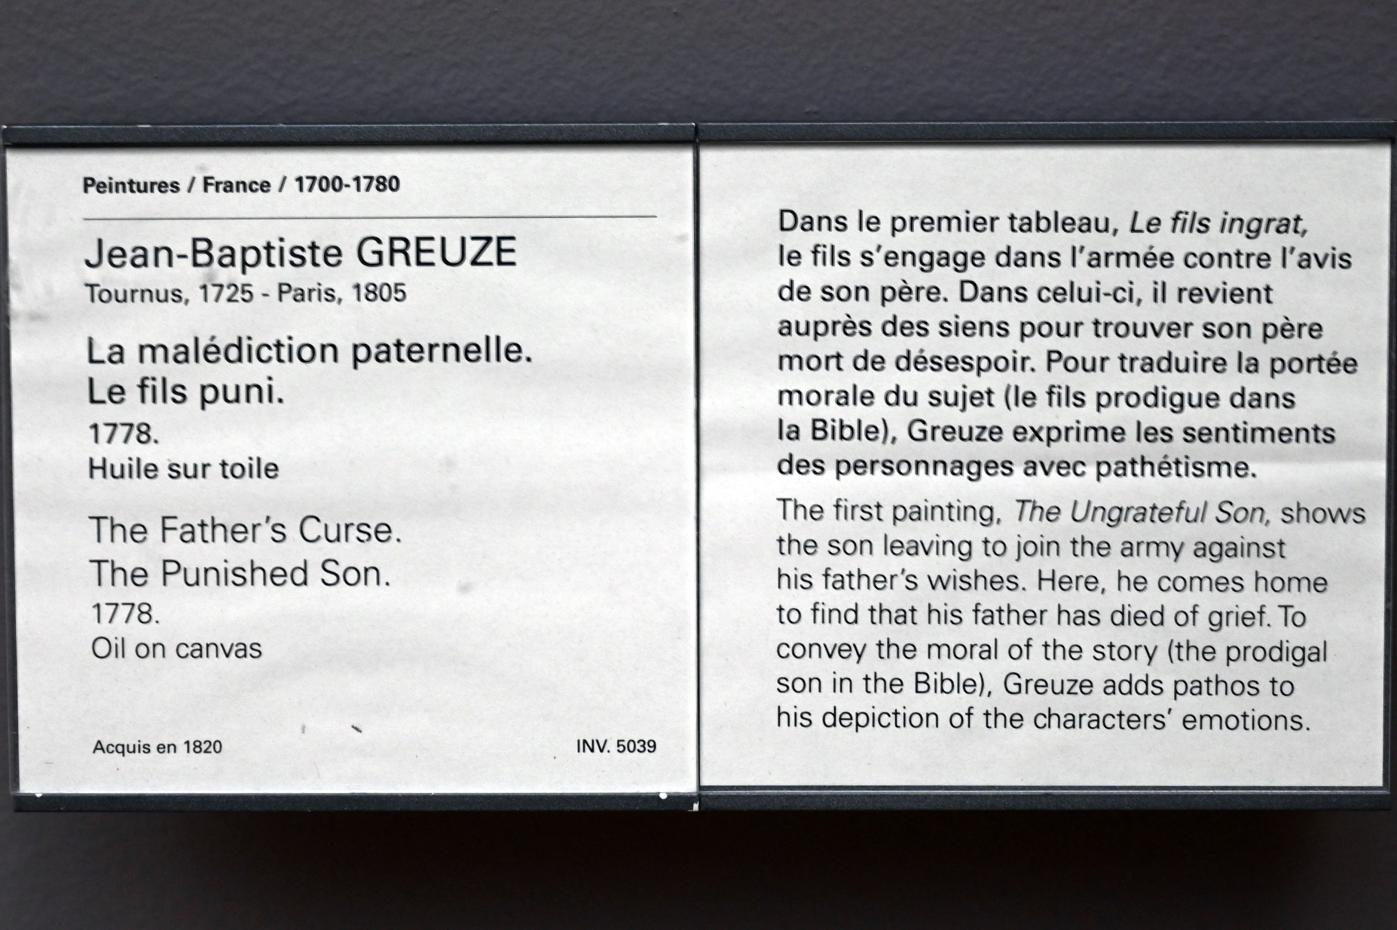 Peintures / France / 1700-1780
Jean-Baptiste GREUZE
Tournus, 1725 - Paris, 1805
La malédiction paternelle.
Le fils puni.
1778.
Huile sur toile
The Father's Curse.
The Punished Son.
1778.
Oil on canvas
Acquis en 1820
INV. 5039
Dans le premier tableau, Le fils ingrat,
le fils s'engage dans l'armée contre l'avis
de son père. Dans celui-ci, il revient
auprès des siens pour trouver son père
mort de désespoir. Pour traduire la portée
morale du sujet (le fils prodigue dans
la Bible), Greuze exprime les sentiments
des personnages avec pathétisme.
The first painting, The Ungrateful Son, shows
the son leaving to join the army against
his father's wishes. Here, he comes home
to find that his father has died of grief. To
convey the moral of the story (the prodigal
son in the Bible), Greuze adds pathos to
his depiction of the characters' emotions.